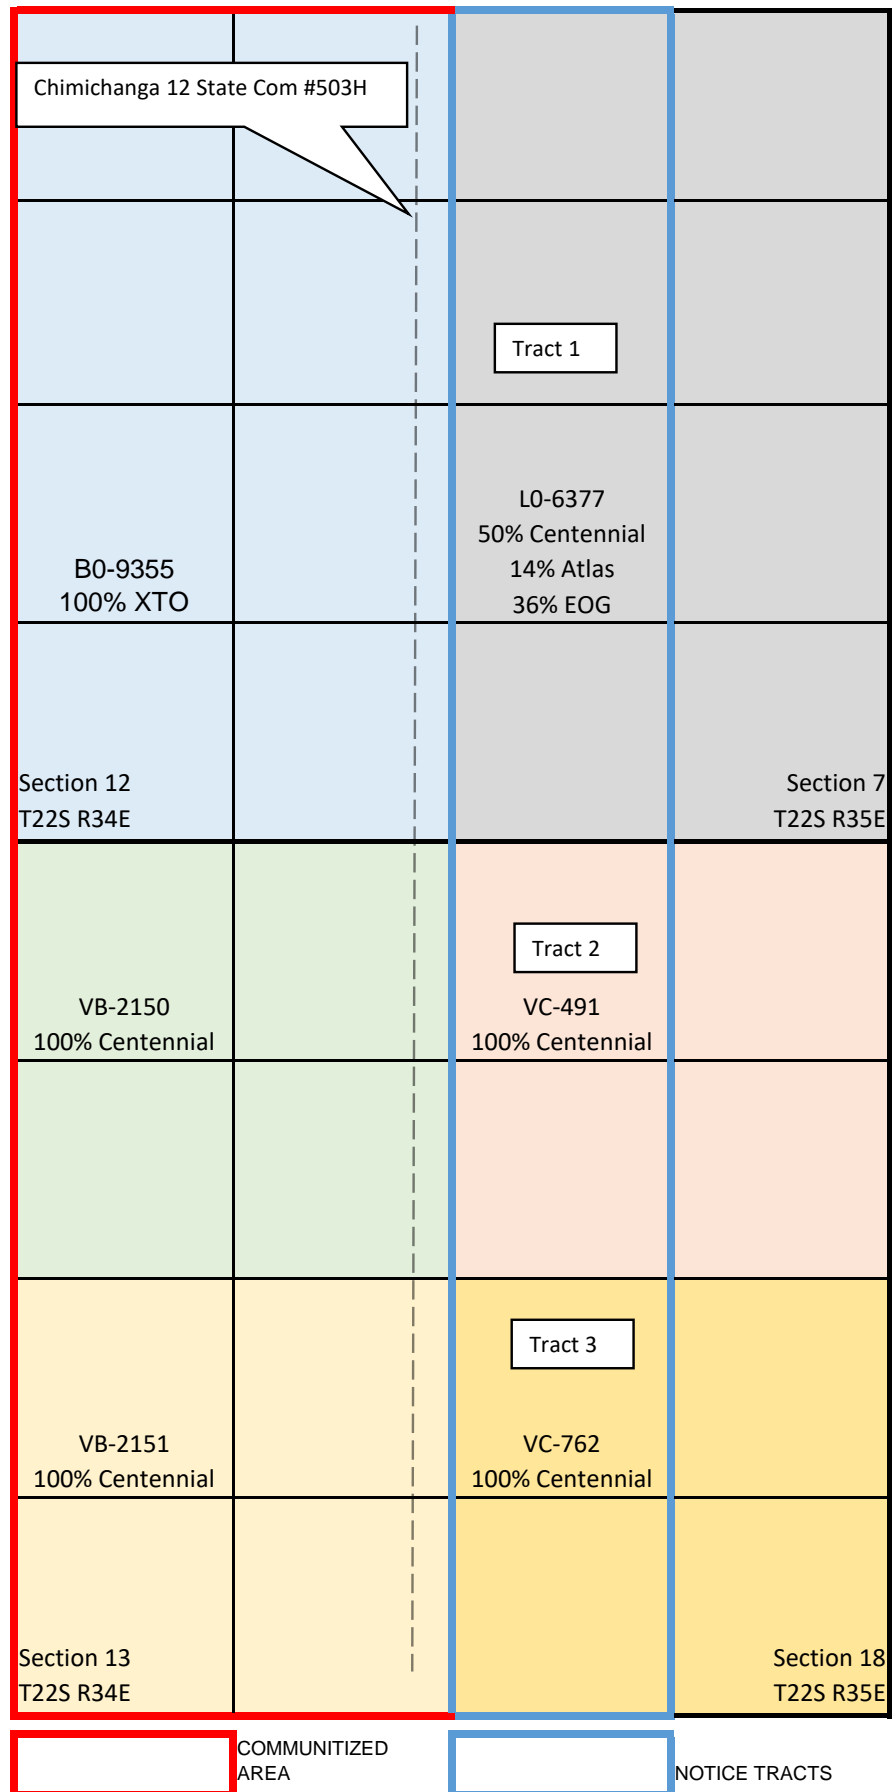 Chimichanga 12 State Com #503H
Tract 1
L0-6377
50% Centennial
14% Atlas
36% EOG
B0-9355
100% XTO
Section 12
T22S R34E
Section 7
T22S R35E
Tract 2
VB-2150
100% Centennial
VC-491
100% Centennial
Tract 3
VB-2151
100% Centennial
VC-762
100% Centennial
Section 13
T22S R34E
Section 18
T22S R35E
COMMUNITIZED
AREA
NOTICE TRACTS